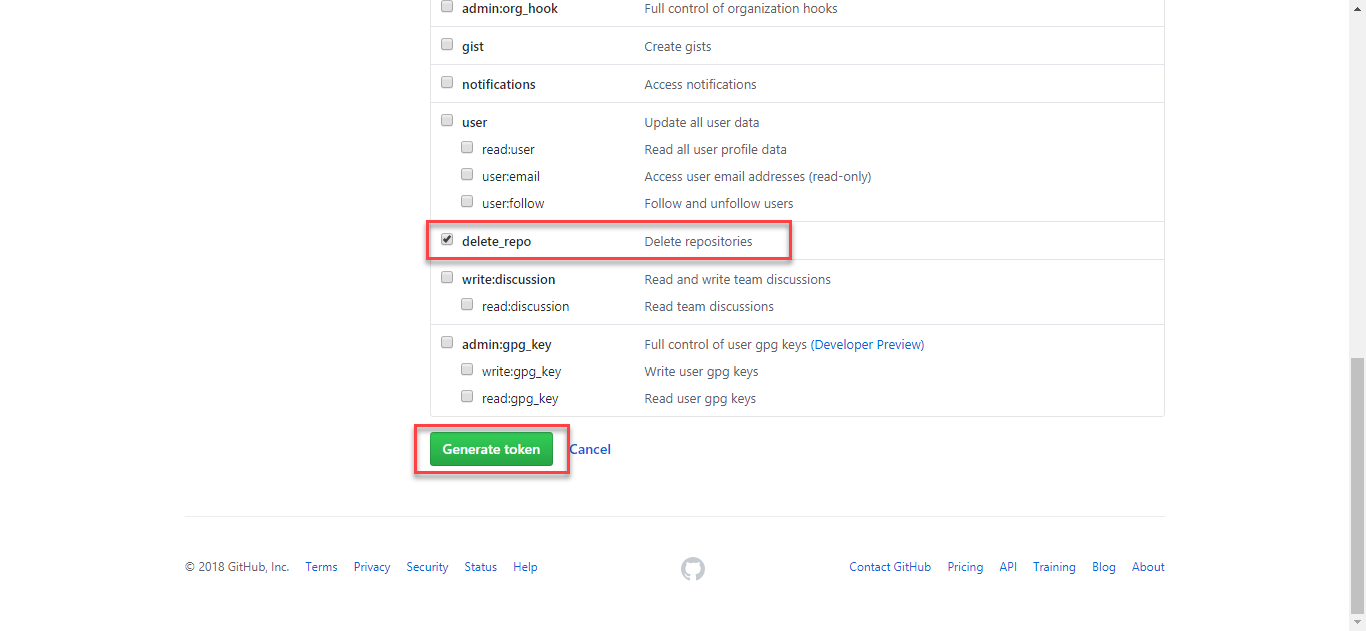 admin:org_hook Full control of organization hooks
gist Create gists
notifications Access notifications
user Update all user data
read:user Read all user profile data
user:email Access user email addresses (read-only)
user:follow Follow and unfollow users
delete_repo Delete repositories
write:discussion Read and write team discussions
read:discussion Read team discussions
admin:gpg_key Full control of user gpg keys (Developer Preview)
write:gpg_key Write user gpg keys
read:gpg_key Read user gpg keys
Generate token Cancel
© 2018 GitHub, Inc. Terms Privacy Security Status Help Contact GitHub Pricing API Training Blog About